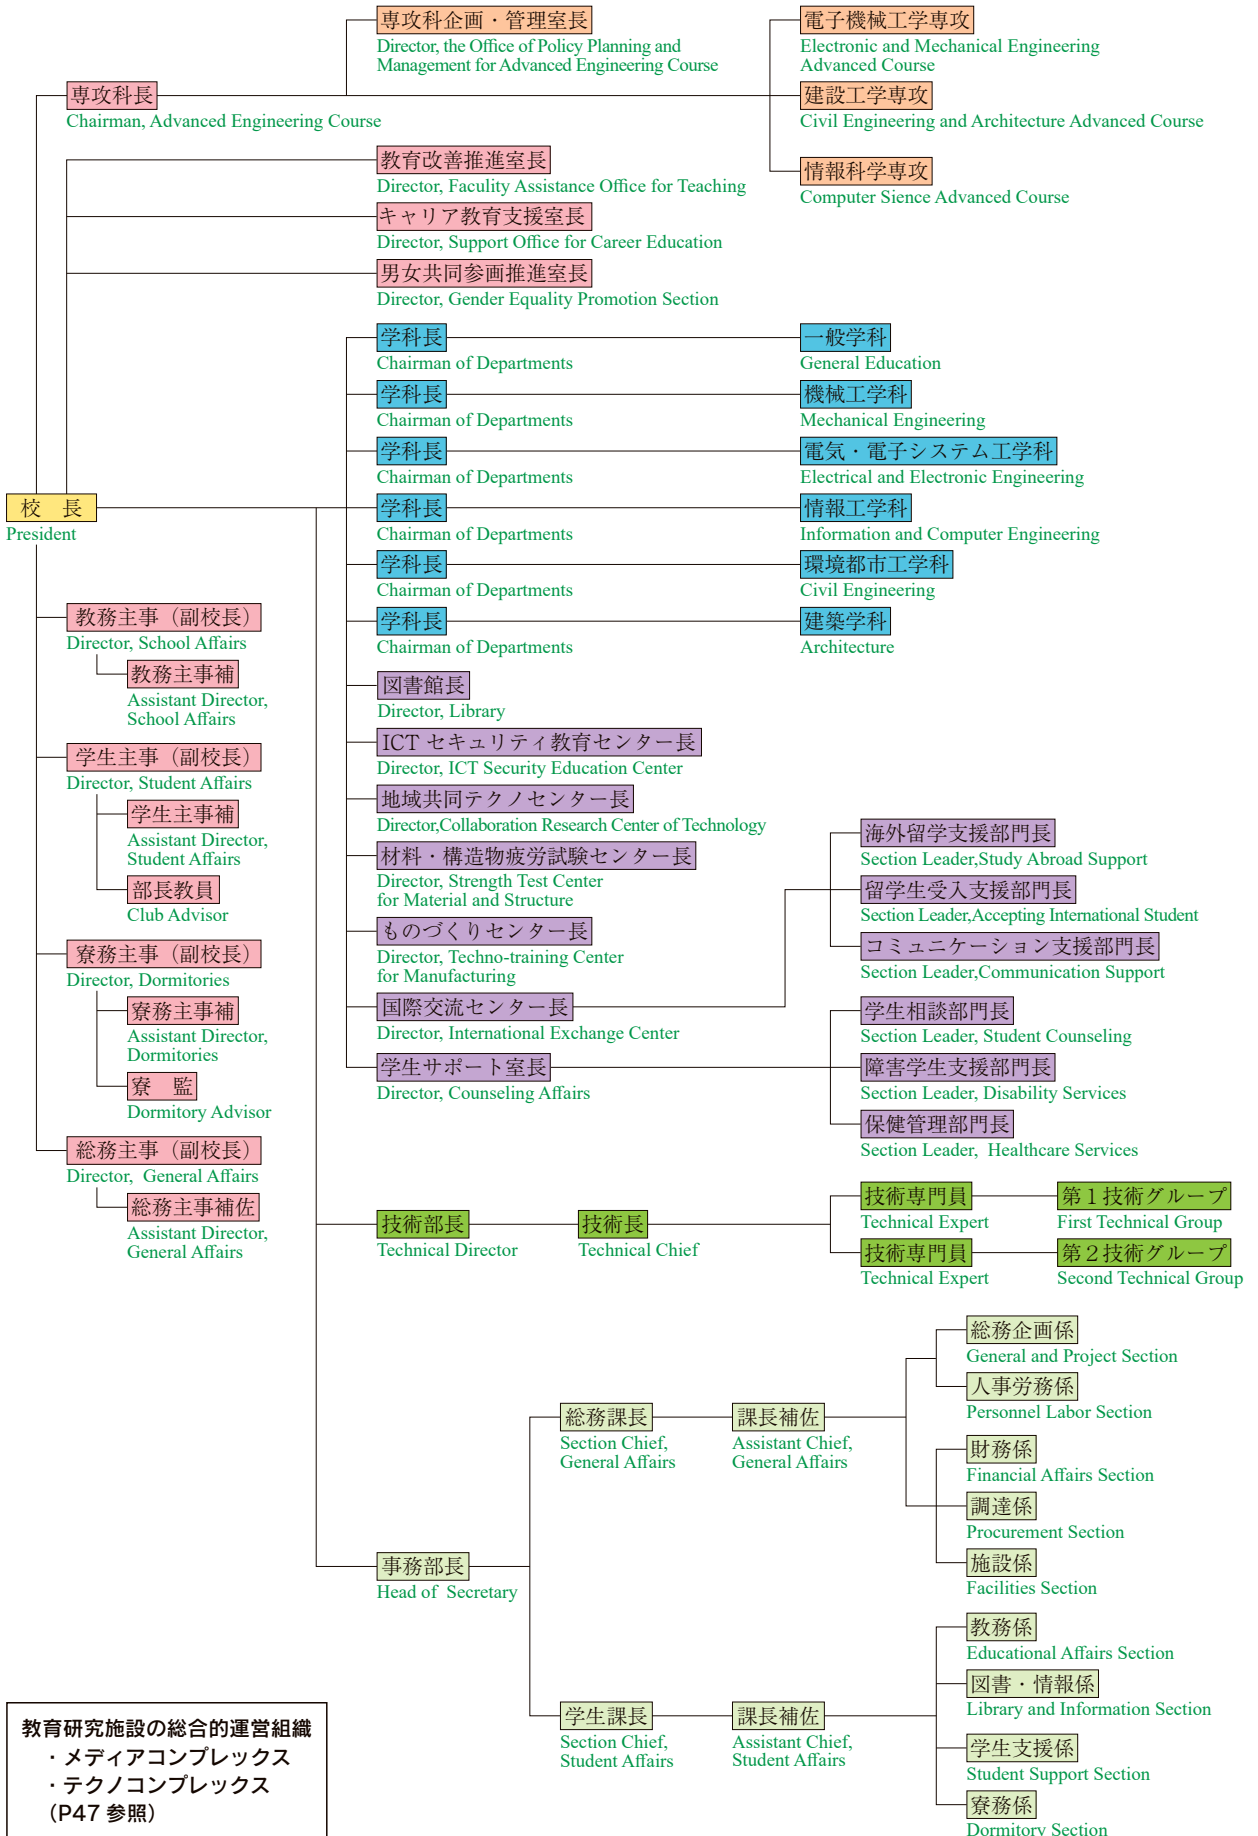 専攻科企画・管理室長
Director, the Office of Policy Planning and
Management for Advanced Engineering Course
電子機械工学専攻
Electronic and Mechanical Engineering
Advanced Course
専攻科長
Chairman, Advanced Engineering Course
建設工学専攻
Civil Engineering and Architecture Advanced Course
情報科学専攻
Computer Sience Advanced Course
教育改善推進室長
Director, Faculity Assistance Office for Teaching
キャリア教育支援室長
Director, Support Office for Career Education
男女共同参画推進室長
Director, Gender Equality Promotion Section
学科長
Chairman of Departments
一般学科
General Education
学科長
Chairman of Departments
機械工学科
Mechanical Engineering
学科長
Chairman of Departments
電気・電子システム工学科
Electrical and Electronic Engineering
校　長
President
学科長
Chairman of Departments
情報工学科
Information and Computer Engineering
学科長
Chairman of Departments
環境都市工学科
Civil Engineering
学科長
Chairman of Departments
建築学科
Architecture
教務主事（副校長）
Director, School Affairs
教務主事補
Assistant Director,
School Affairs
学生主事（副校長）
Director, Student Affairs
学生主事補
Assistant Director,
Student Affairs
部長教員
Club Advisor
寮務主事（副校長）
Director, Dormitories
寮務主事補
Assistant Director,
Dormitories
寮　監
Dormitory Advisor
総務主事（副校長）
Director,  General Affairs
総務主事補佐
Assistant Director,
General Affairs
図書館長
Director, Library
ICT セキュリティ教育センター長
Director, ICT Security Education Center
地域共同テクノセンター長
Director,Collaboration Research Center of Technology
材料・構造物疲労試験センター長
Director, Strength Test Center
for Material and Structure
ものづくりセンター長
Director, Techno-training Center
for Manufacturing
国際交流センター長
Director, International Exchange Center
学生サポート室長
Director, Counseling Affairs
海外留学支援部門長
Section Leader,Study Abroad Support
留学生受入支援部門長
Section Leader,Accepting International Student
コミュニケーション支援部門長
Section Leader,Communication Support
学生相談部門長
Section Leader, Student Counseling
障害学生支援部門長
Section Leader, Disability Services
保健管理部門長
Section Leader,  Healthcare Services
技術部長
Technical Director
技術長
Technical Chief
技術専門員
Technical Expert
第１技術グループ
First Technical Group
技術専門員
Technical Expert
第２技術グループ
Second Technical Group
事務部長
Head of  Secretary
総務課長
Section Chief,
General Affairs
課長補佐
Assistant Chief,
General Affairs
総務企画係
General and Project Section
人事労務係
Personnel Labor Section
財務係
Financial Affairs Section
調達係
Procurement Section
施設係
Facilities Section
学生課長
Section Chief,
Student Affairs
課長補佐
Assistant Chief,
Student Affairs
教務係
Educational Affairs Section
図書・情報係
Library and Information Section
学生支援係
Student Support Section
寮務係
Dormitory Section
教育研究施設の総合的運営組織
・メディアコンプレックス
・テクノコンプレックス
（P47 参照）